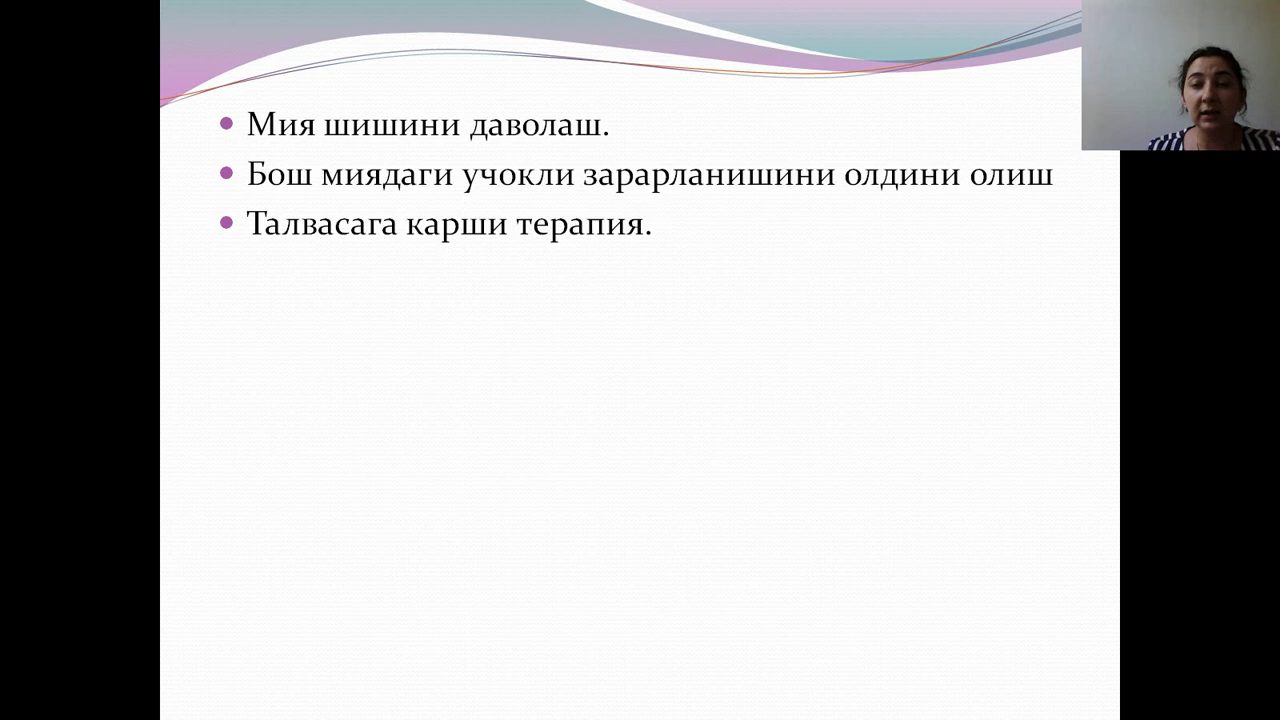 Мия шишини даволаш.
Бош миядаги учокли зарарланишини олдини олиш
Талвасага карши терапия.